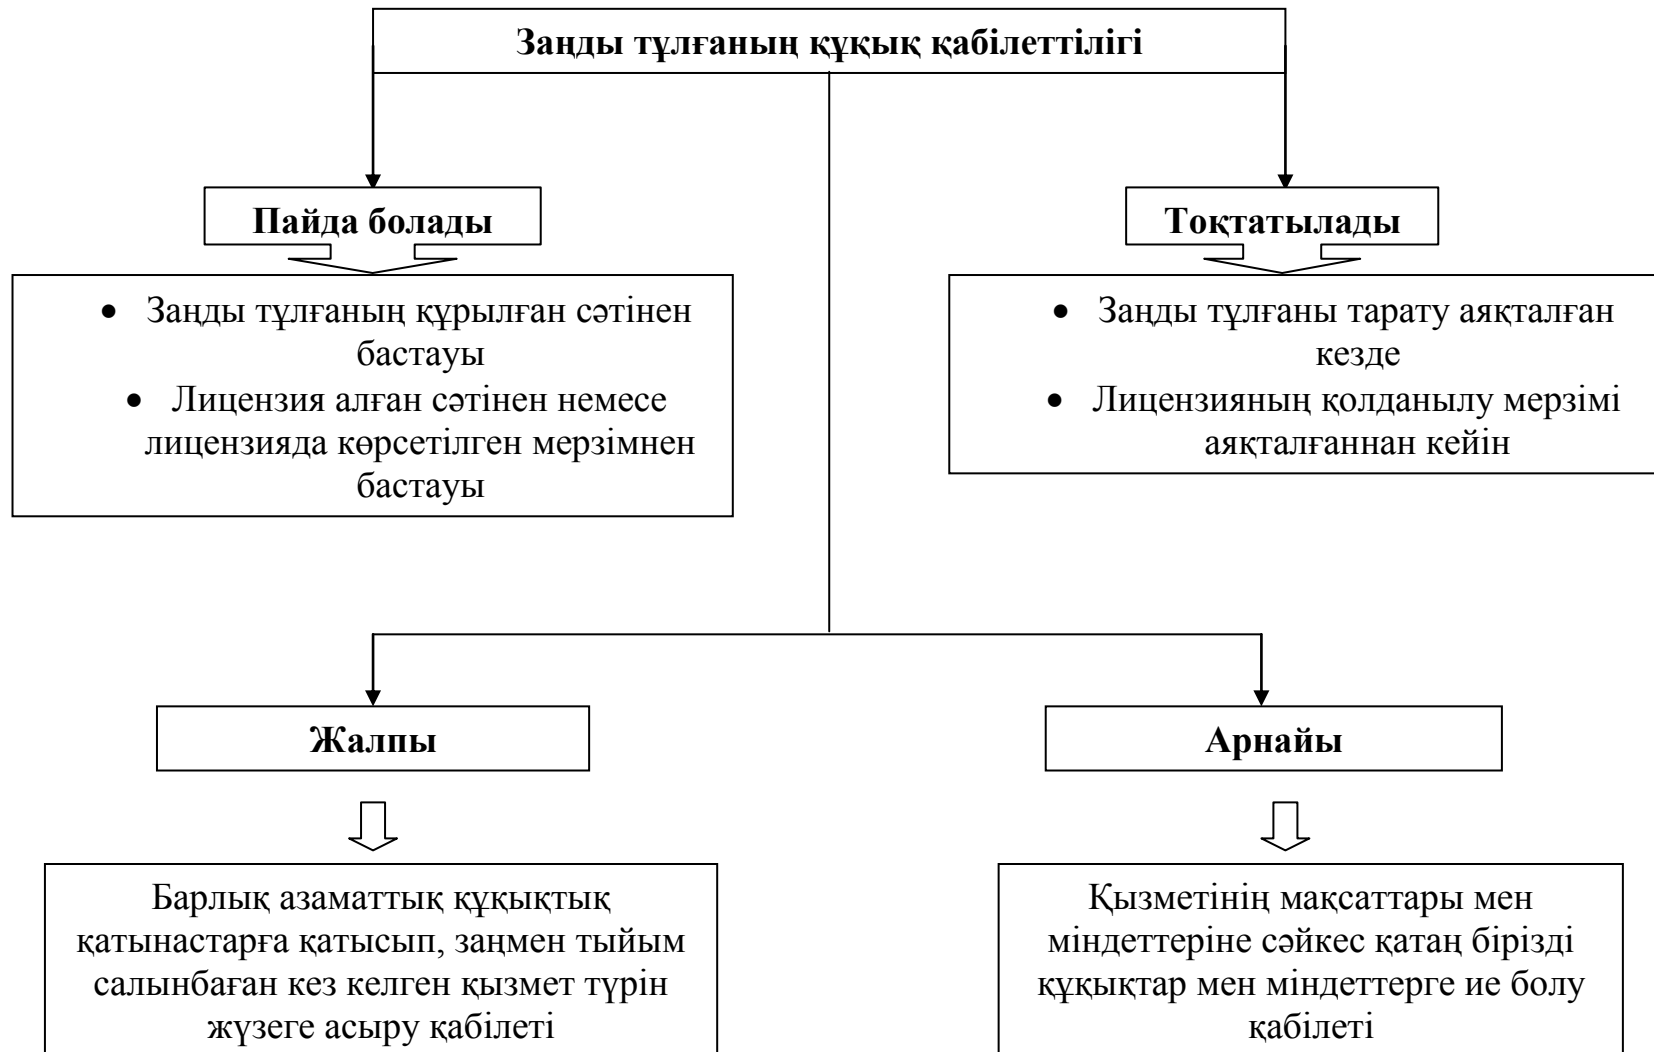 Заңды тұлғаның құқық қабілеттілігі
Пайда болады
Тоқтатылады
• Заңды тұлғаның құрылған сәтінен
бастауы
• Лицензия алған сәтінен немесе
лицензияда көрсетілген мерзімнен
бастауы
• Заңды тұлғаны тарату аяқталған
кезде
• Лицензияның қолданылу мерзімі
аяқталғаннан кейін
Жалпы
Арнайы
Барлық азаматтық құқықтық
қатынастарға қатысып, заңмен тыйым
салынбаған кез келген қызмет түрін
жүзеге асыру қабілеті
Қызметінің мақсаттары мен
міндеттеріне сәйкес қатаң бірізді
құқықтар мен міндеттерге ие болу
қабілеті